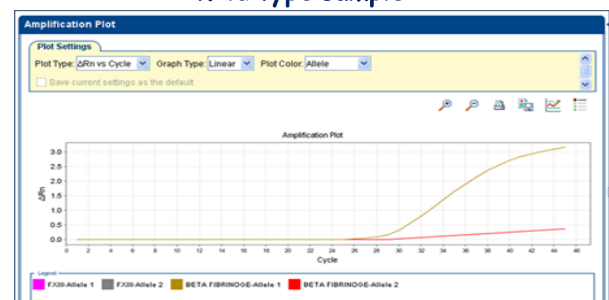 Amplification Plot
Plot Settings
Plot Type: ΔRn vs Cycle Graph Type: Linear Plot Color: Allele
Save current settings as the default
Amplification Plot
3.0
2.5
2.0
1.5
1.0
0.5
0.0
ΔRn
0 2 4 6 8 10 12 14 16 18 20 22 24 26 28 30 32 34 36 38 40 42 44 46
Cycle
Legend
FXIII-Allele 1 FXIII-Allele 2 BETA FIBRINOGE-Allele 1 BETA FIBRINOGE-Allele 2